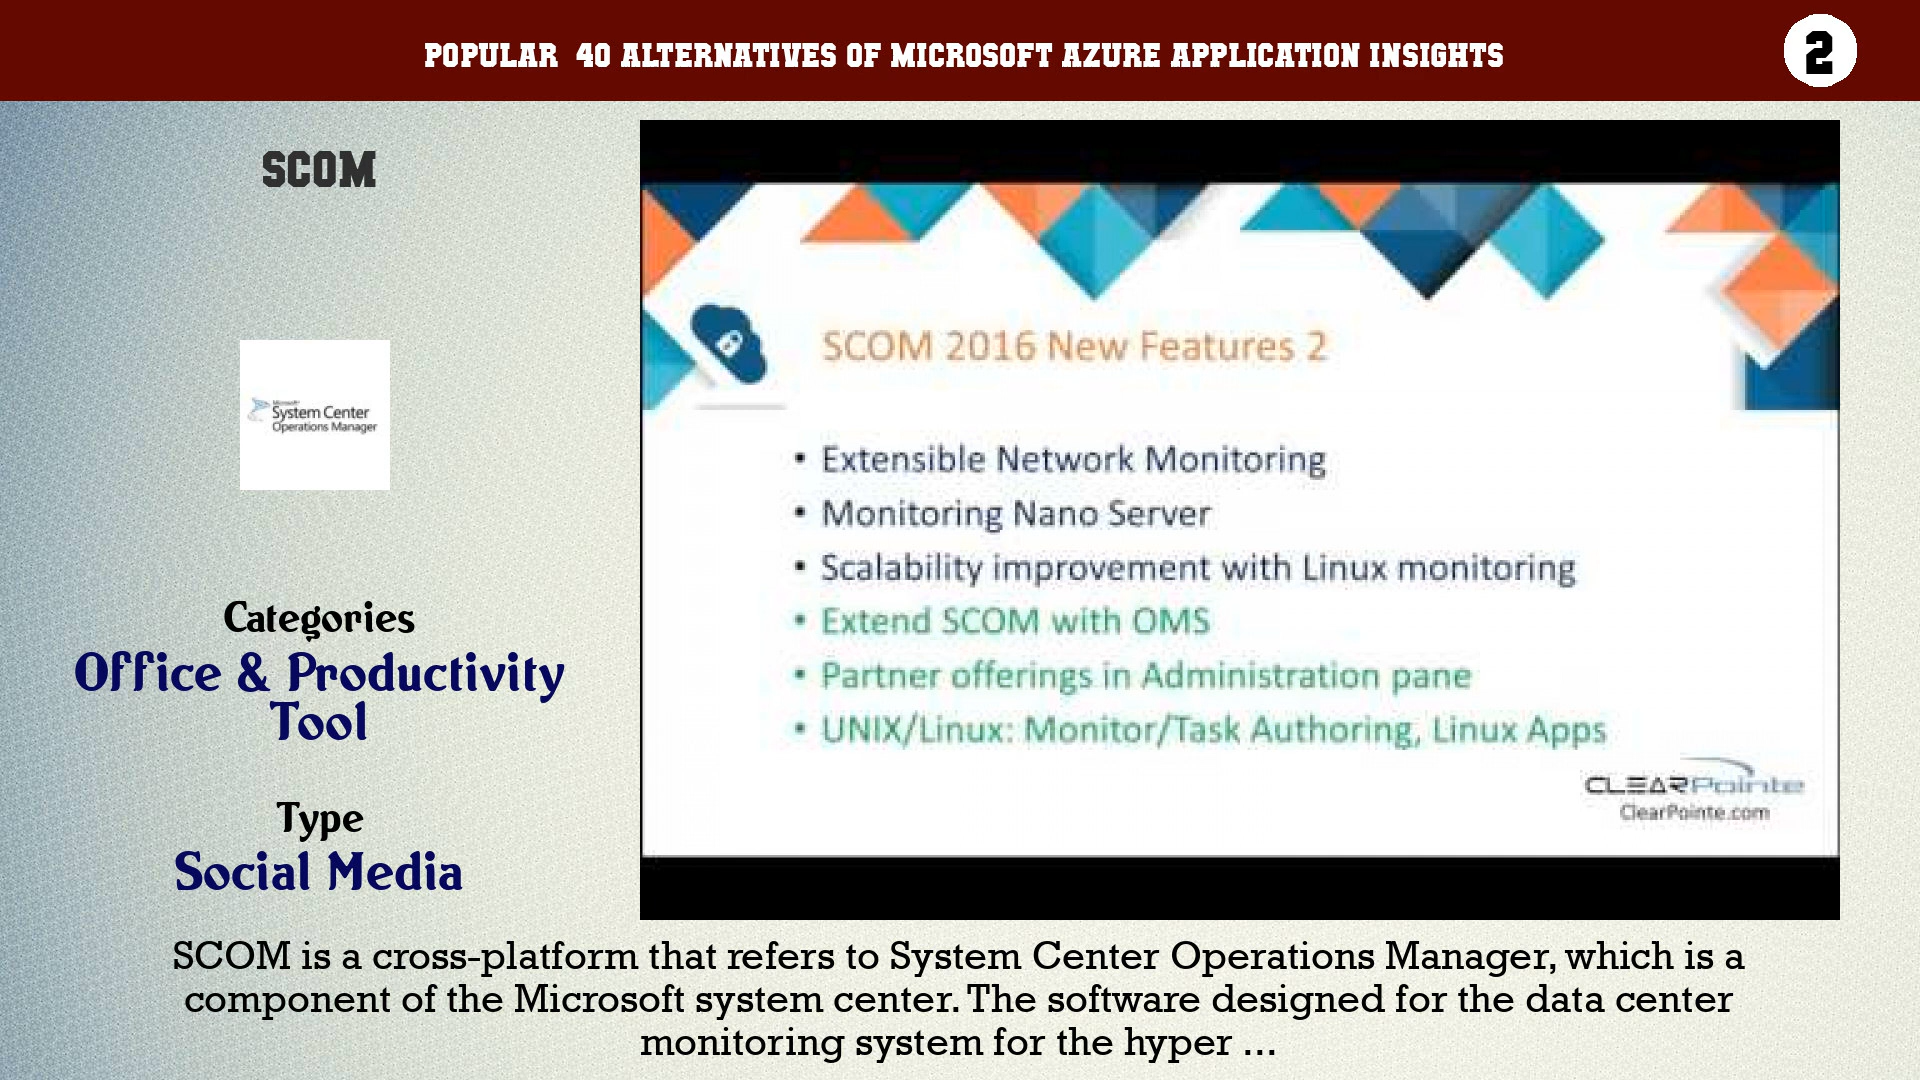 POPULAR 40 ALTERNATIVES OF MICROSOFT AZURE APPLICATION INSIGHTS
2
SCOM
Microsoft
System Center
Operations Manager
Categories
Office & Productivity
Tool
Type
Social Media
SCOM 2016 New Features 2
• Extensible Network Monitoring
• Monitoring Nano Server
• Scalability improvement with Linux monitoring
• Extend SCOM with OMS
• Partner offerings in Administration pane
• UNIX/Linux: Monitor/Task Authoring, Linux Apps
CLEARPointe
ClearPointe.com
SCOM is a cross-platform that refers to System Center Operations Manager, which is a
component of the Microsoft system center. The software designed for the data center
monitoring system for the hyper ...